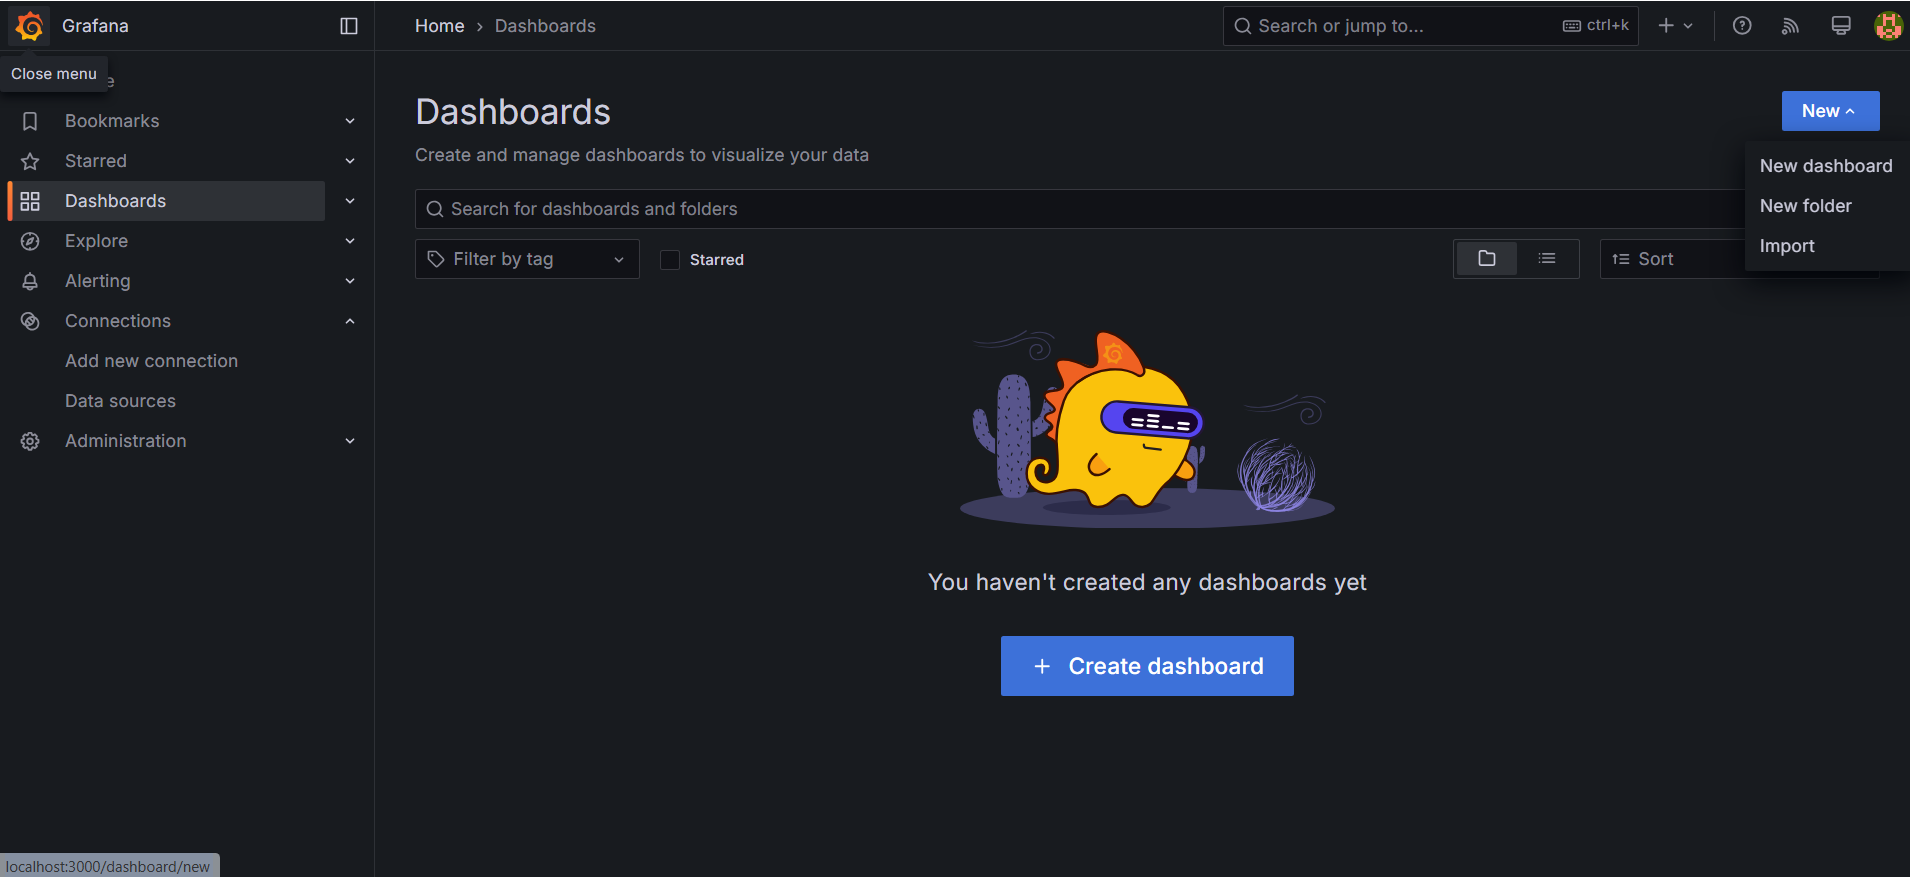 Grafana
Home › Dashboards
Search or jump to...
ctrl+k
Close menu
Bookmarks
Starred
Dashboards
Explore
Alerting
Connections
Add new connection
Data sources
Administration
Dashboards
Create and manage dashboards to visualize your data
New
New dashboard
New folder
Import
Search for dashboards and folders
Filter by tag
Starred
Sort
You haven't created any dashboards yet
+ Create dashboard
localhost:3000/dashboard/new